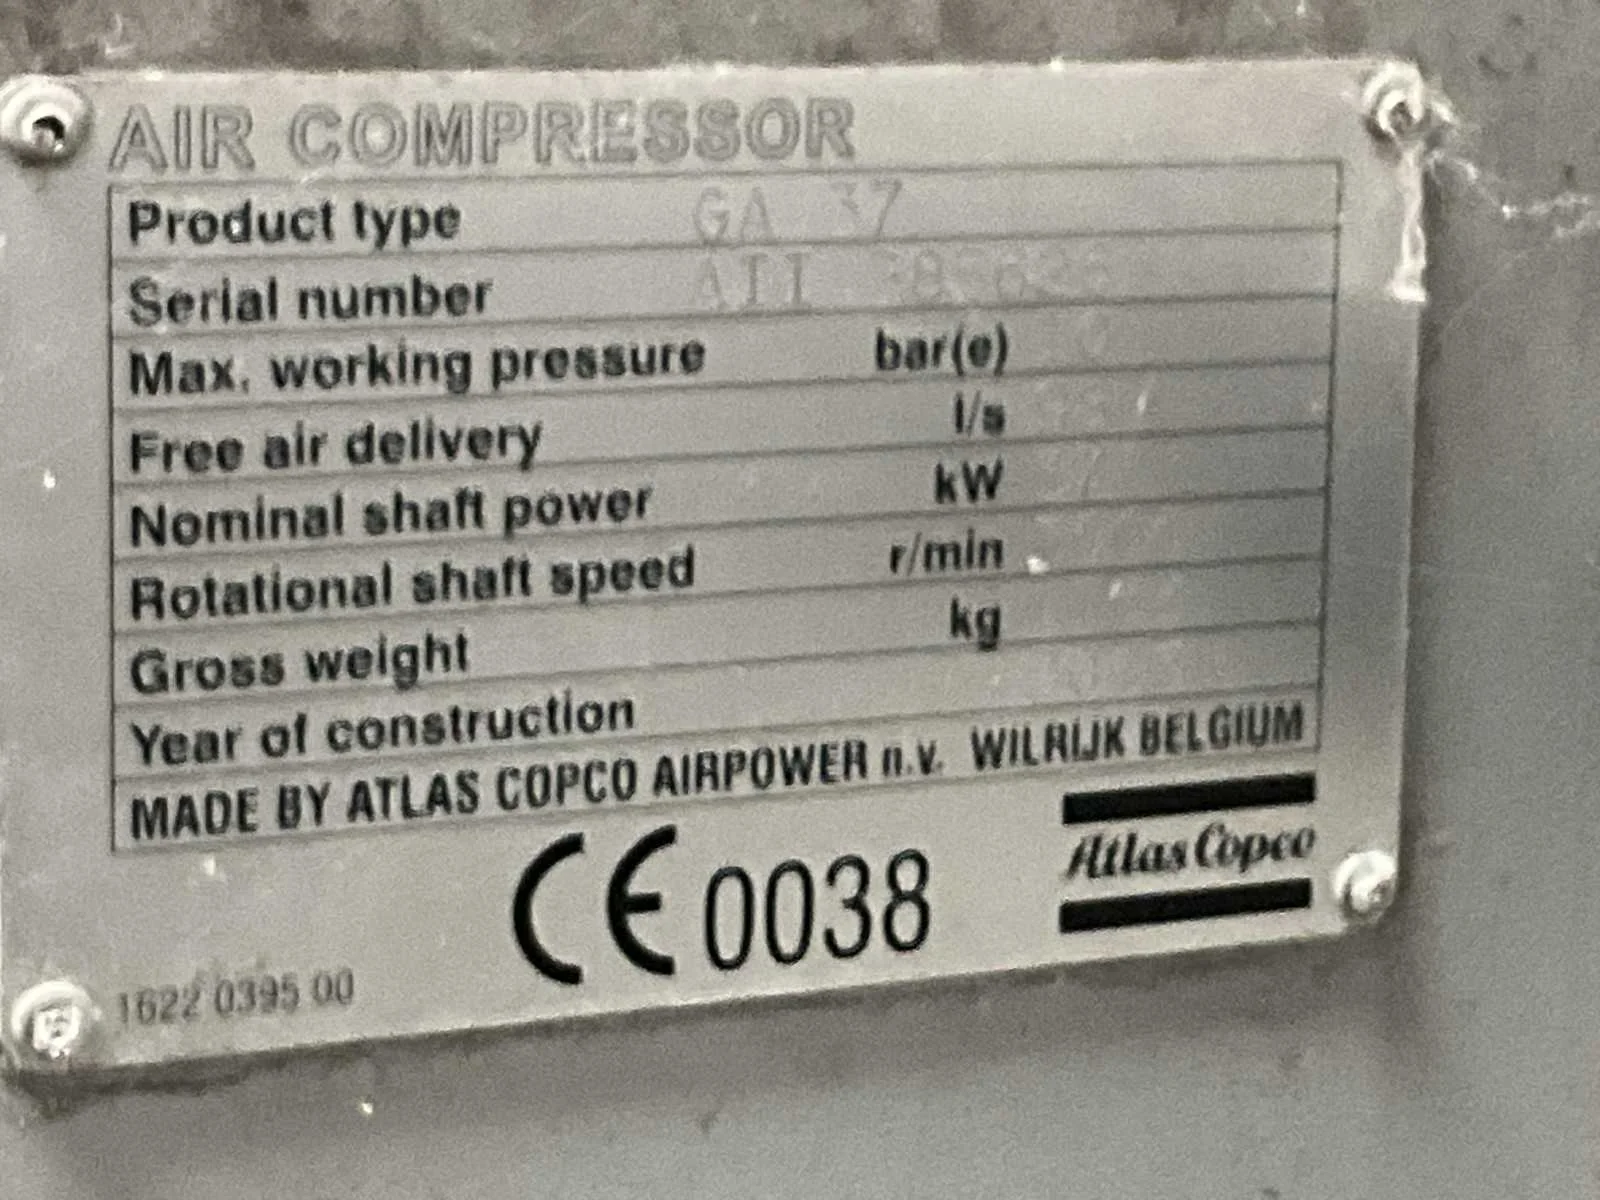 AIR COMPRESSOR
Product type GA 37
Serial number AII
Max. working pressure bar(e)
Free air delivery l/s
Nominal shaft power kW
Rotational shaft speed r/min
Gross weight kg
Year of construction
MADE BY ATLAS COPCO AIRPOWER n.v. WILRIJK BELGIUM
CE 0038
Atlas Copco
1622 0395 00